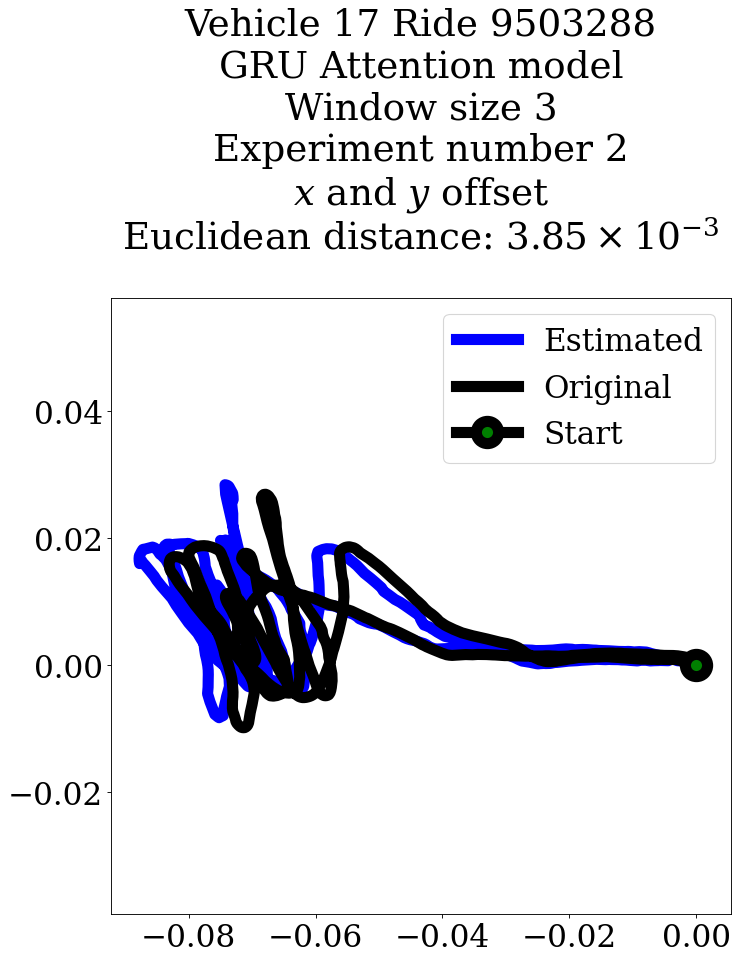 Vehicle 17 Ride 9503288
GRU Attention model
Window size 3
Experiment number 2
x and y offset
Euclidean distance: 3.85 × 10⁻³
Estimated
Original
Start
0.04
0.02
0.00
−0.02
−0.08 −0.06 −0.04 −0.02 0.00